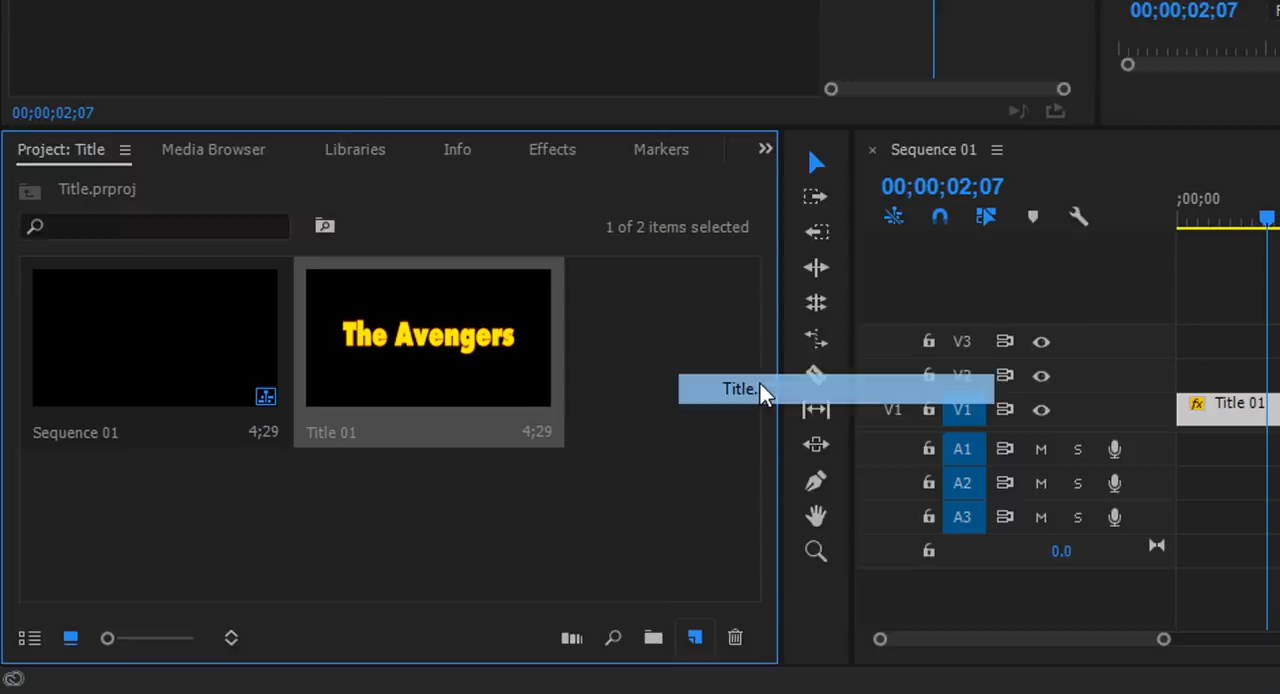 00;00;02;07
00;00;02;07
Project: Title
Media Browser
Libraries
Info
Effects
Markers
Title.prproj
1 of 2 items selected
The Avengers
Sequence 01
4;29
Title 01
4;29
Title.
Sequence 01
00;00;02;07
;00;00
V3
V2
V1
V1
Title 01
A1
M
S
A2
M
S
A3
M
S
0.0